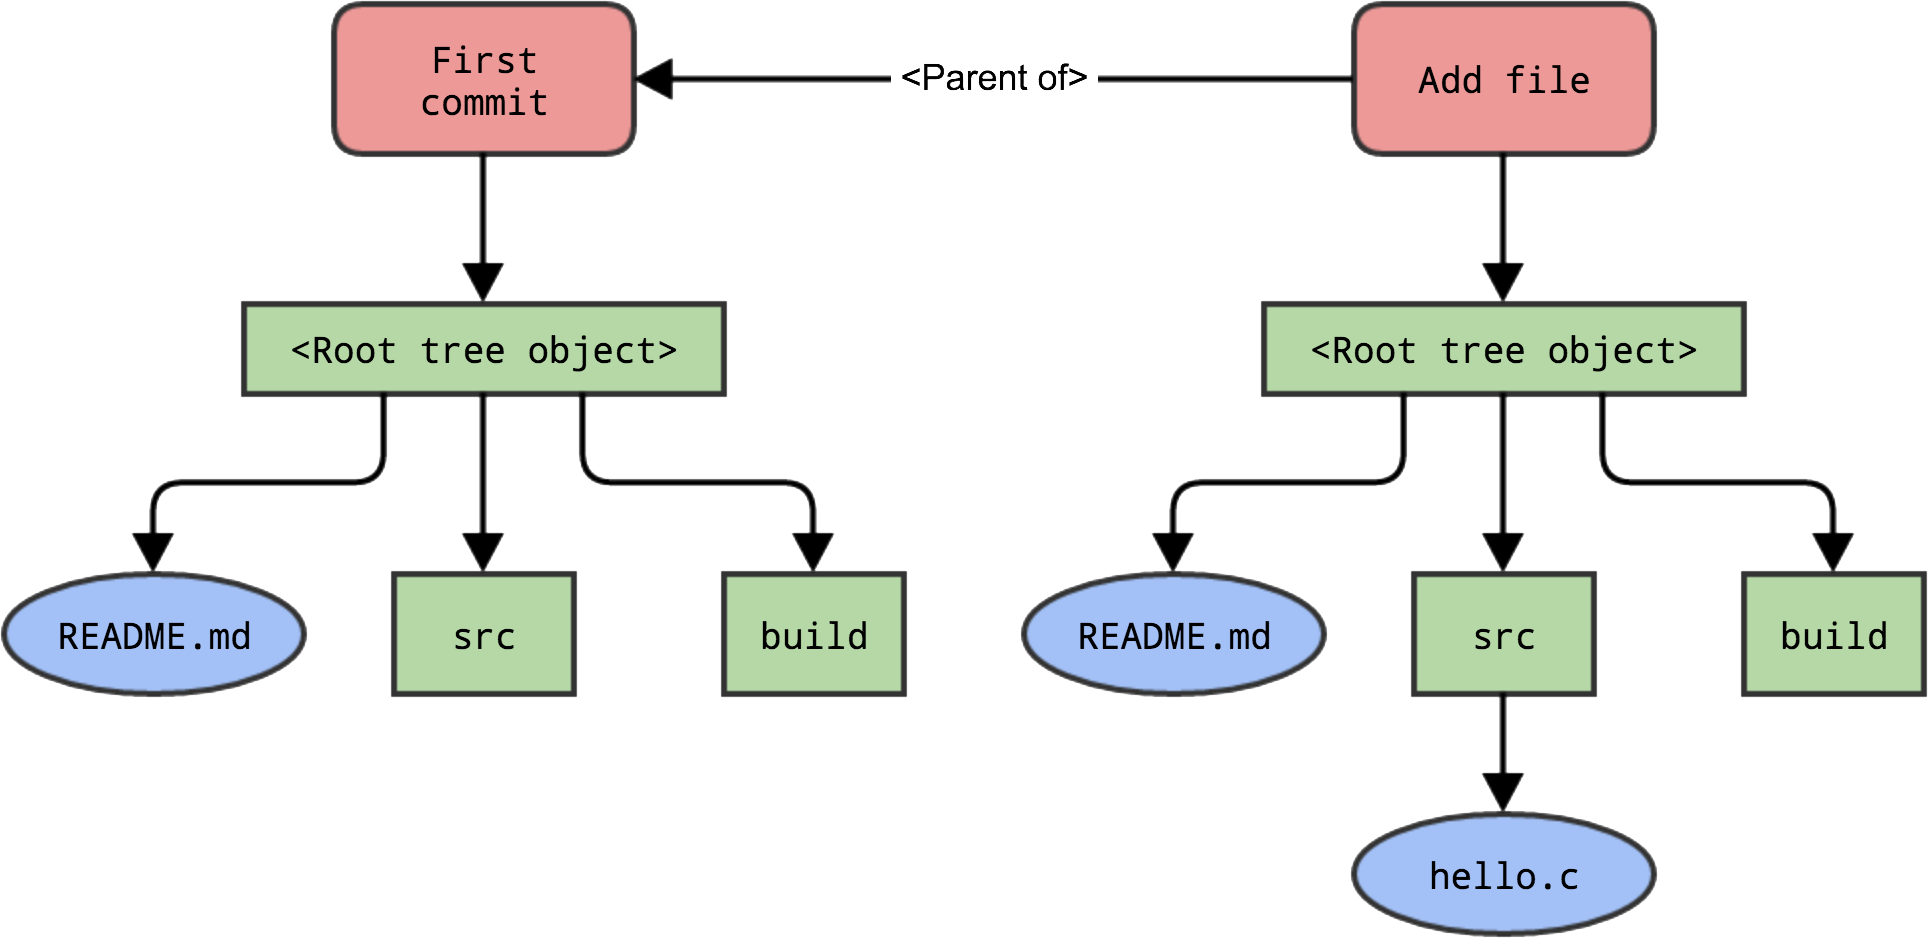 First
commit
<Parent of>
Add file
<Root tree object>
<Root tree object>
README.md
src
build
README.md
src
build
hello.c